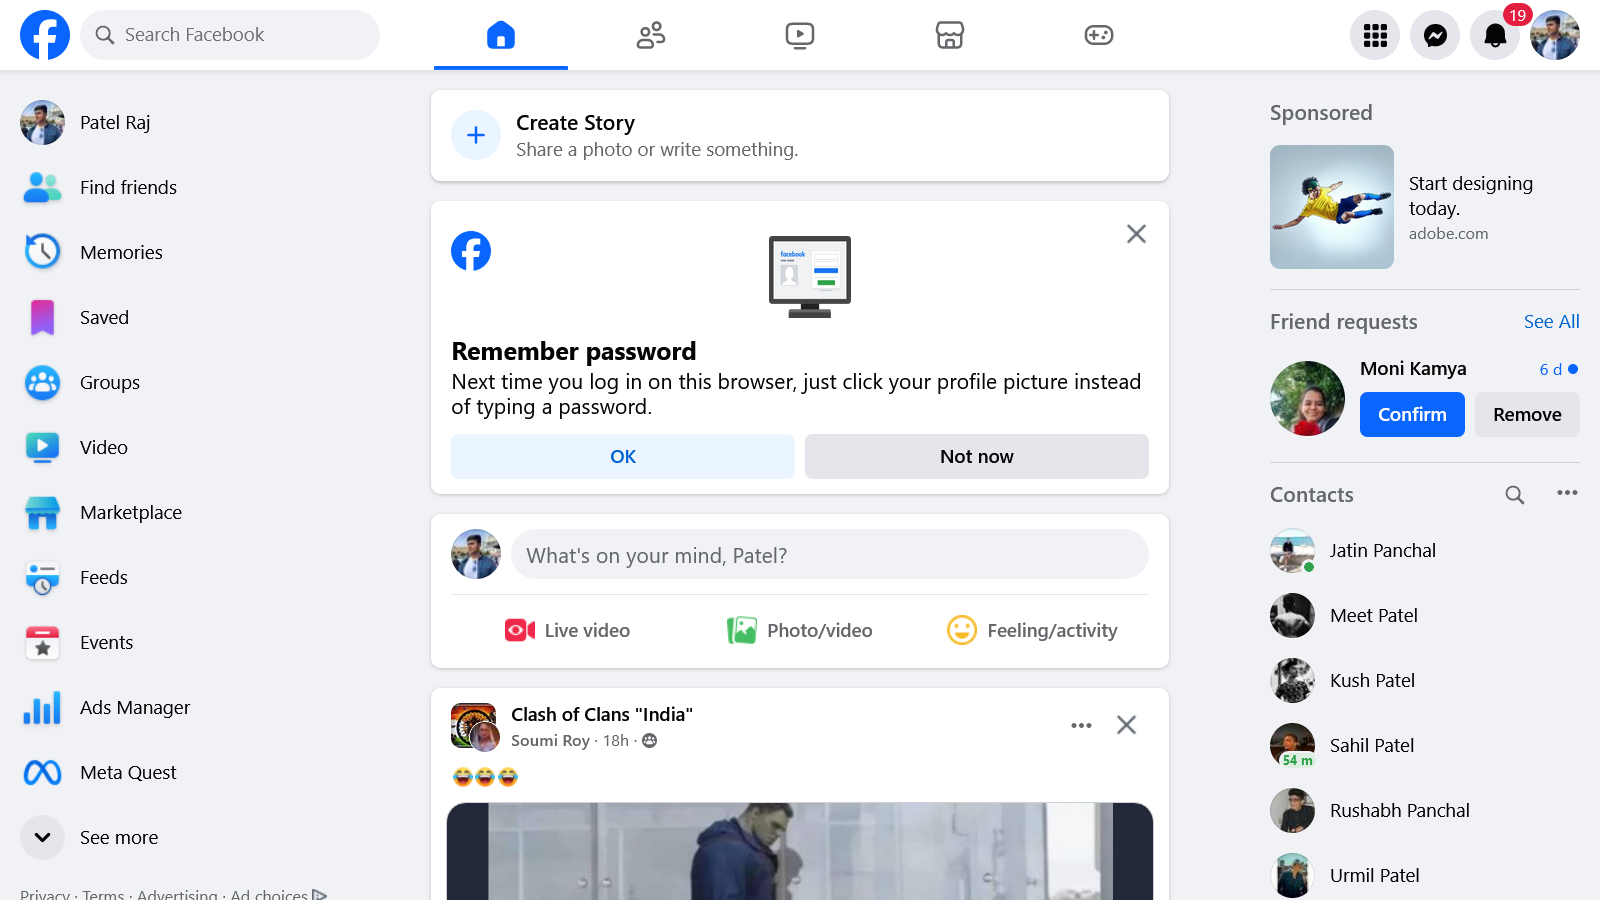 Search Facebook
19
Patel Raj
Find friends
Memories
Saved
Groups
Video
Marketplace
Feeds
Events
Ads Manager
Meta Quest
See more
Privacy · Terms · Advertising · Ad choices
Create Story
Share a photo or write something.
facebook
Remember password
Next time you log in on this browser, just click your profile picture instead
of typing a password.
OK
Not now
What's on your mind, Patel?
Live video
Photo/video
Feeling/activity
Clash of Clans "India"
Soumi Roy · 18h ·
😂😂😂
Sponsored
Start designing
today.
adobe.com
Friend requests
See All
Moni Kamya
6 d
Confirm
Remove
Contacts
Jatin Panchal
Meet Patel
Kush Patel
Sahil Patel
54 m
Rushabh Panchal
Urmil Patel